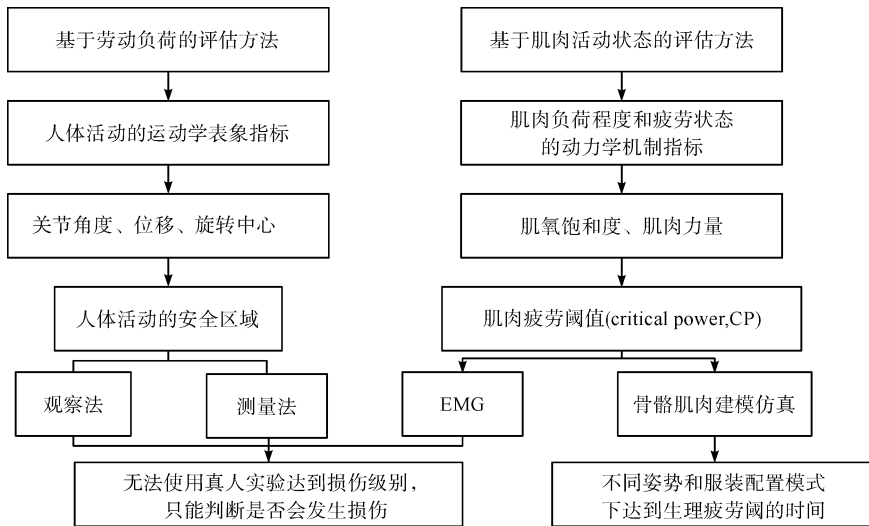 基于劳动负荷的评估方法
基于肌肉活动状态的评估方法
人体活动的运动学表象指标
肌肉负荷程度和疲劳状态
的动力学机制指标
关节角度、位移、旋转中心
肌氧饱和度、肌肉力量
人体活动的安全区域
肌肉疲劳阈值(critical power,CP)
观察法
测量法
EMG
骨骼肌肉建模仿真
无法使用真人实验达到损伤级别，
只能判断是否会发生损伤
不同姿势和服装配置模式
下达到生理疲劳阈的时间